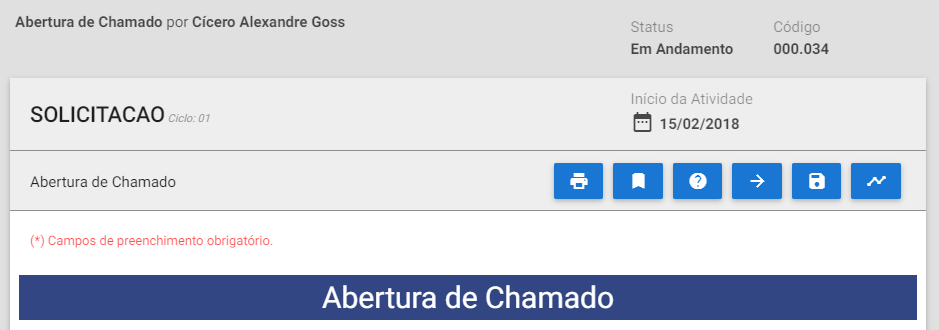 Abertura de Chamado por Cícero Alexandre Goss
Status
Código
Em Andamento
000.034
SOLICITACAO Ciclo: 01
Início da Atividade
15/02/2018
Abertura de Chamado
(*) Campos de preenchimento obrigatório.
Abertura de Chamado